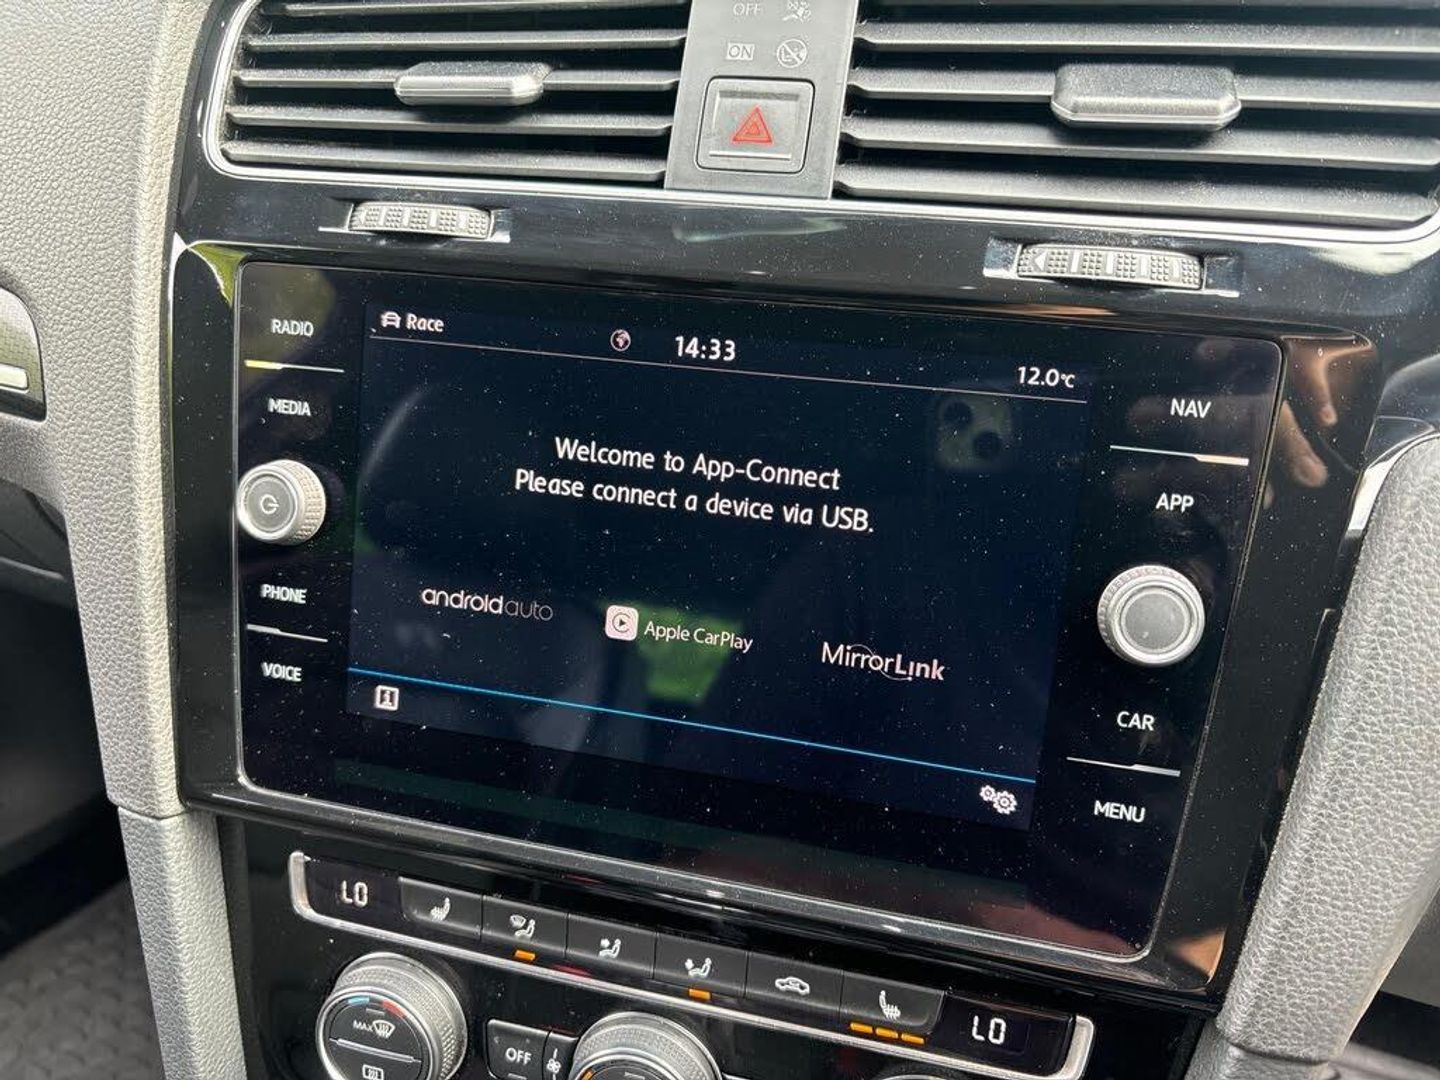 OFF
ON
RADIO
MEDIA
PHONE
VOICE
Race
14:33
12.0°C
Welcome to App-Connect
Please connect a device via USB.
androidauto
Apple CarPlay
MirrorLink
NAV
APP
CAR
MENU
LO
LO
MAX
OFF